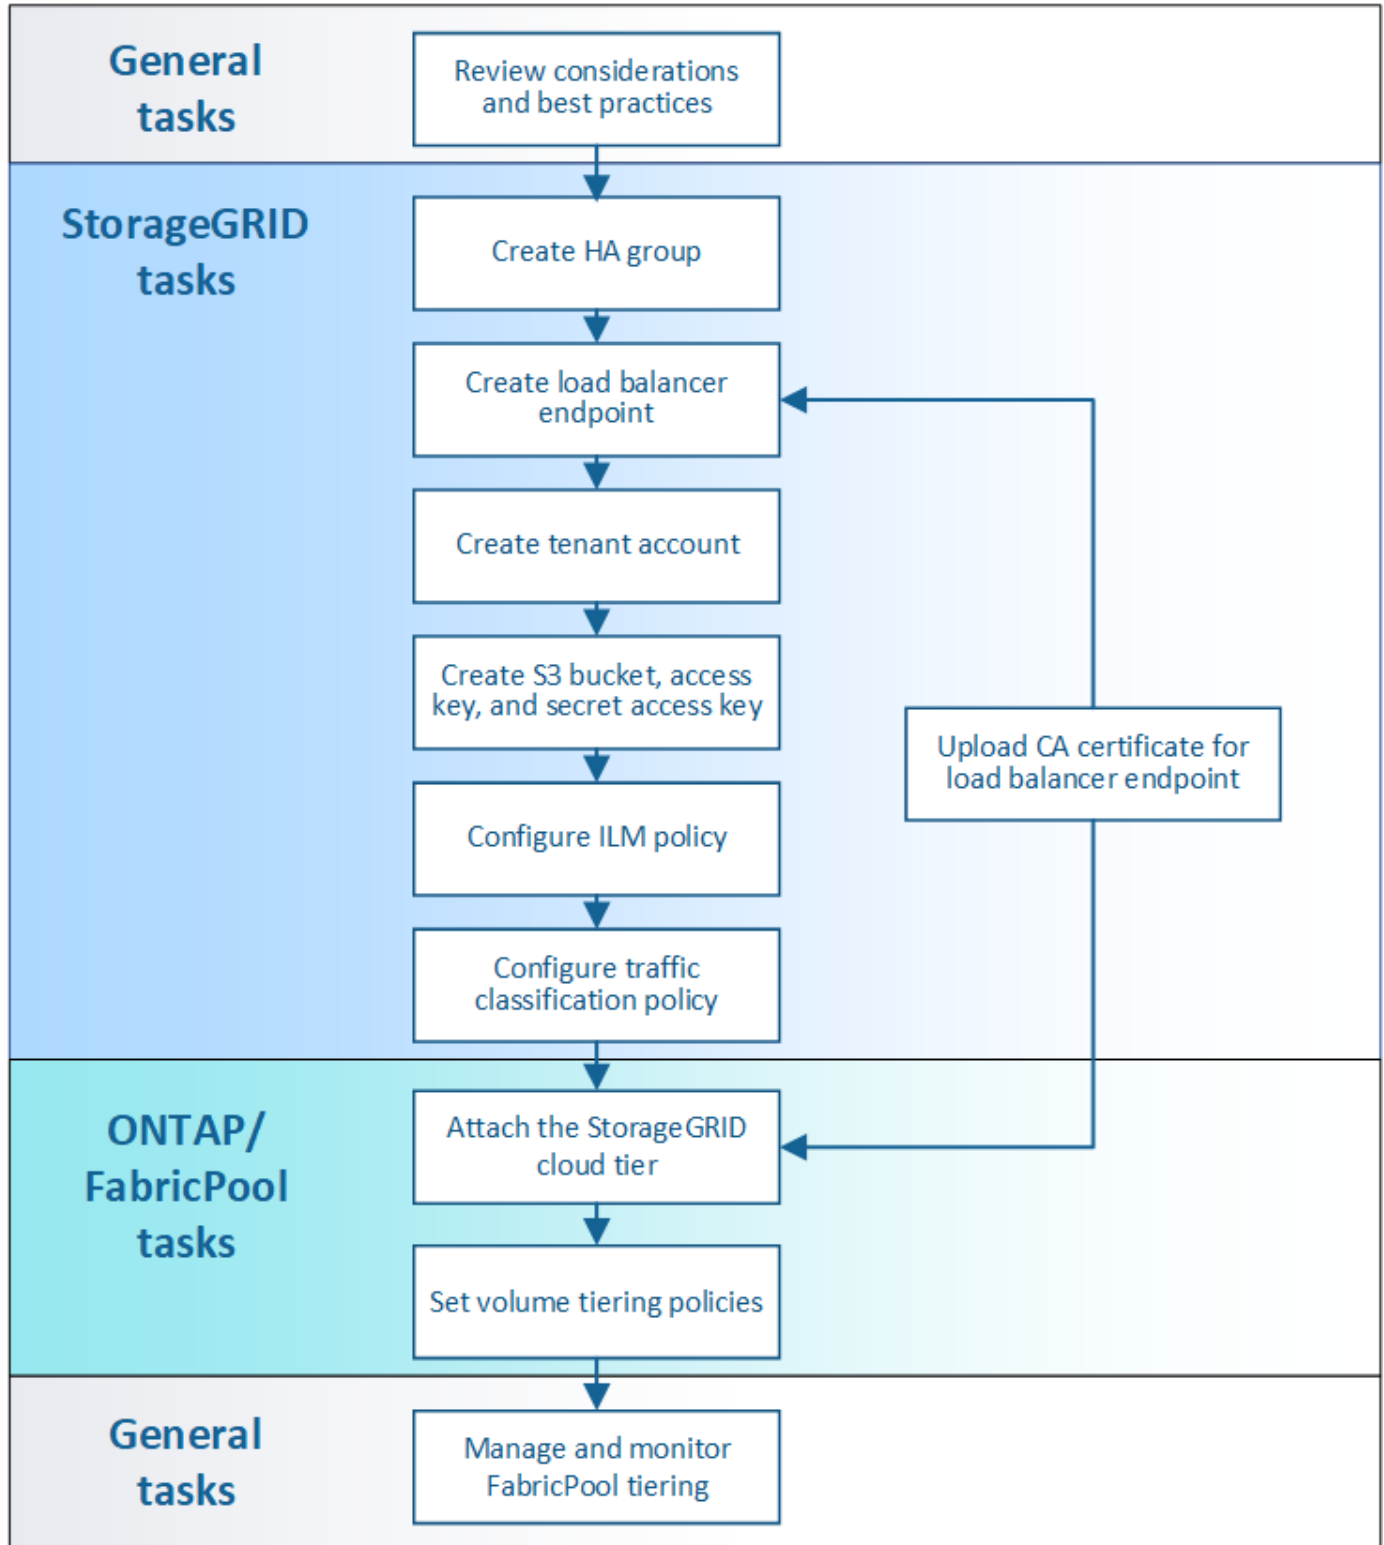 General
tasks
Review considerations
and best practices
StorageGRID
tasks
Create HA group
Create load balancer
endpoint
Create tenant account
Create S3 bucket, access
key, and secret access key
Upload CA certificate for
load balancer endpoint
Configure ILM policy
Configure traffic
classification policy
ONTAP/
FabricPool
tasks
Attach the StorageGRID
cloud tier
Set volume tiering policies
General
tasks
Manage and monitor
FabricPool tiering